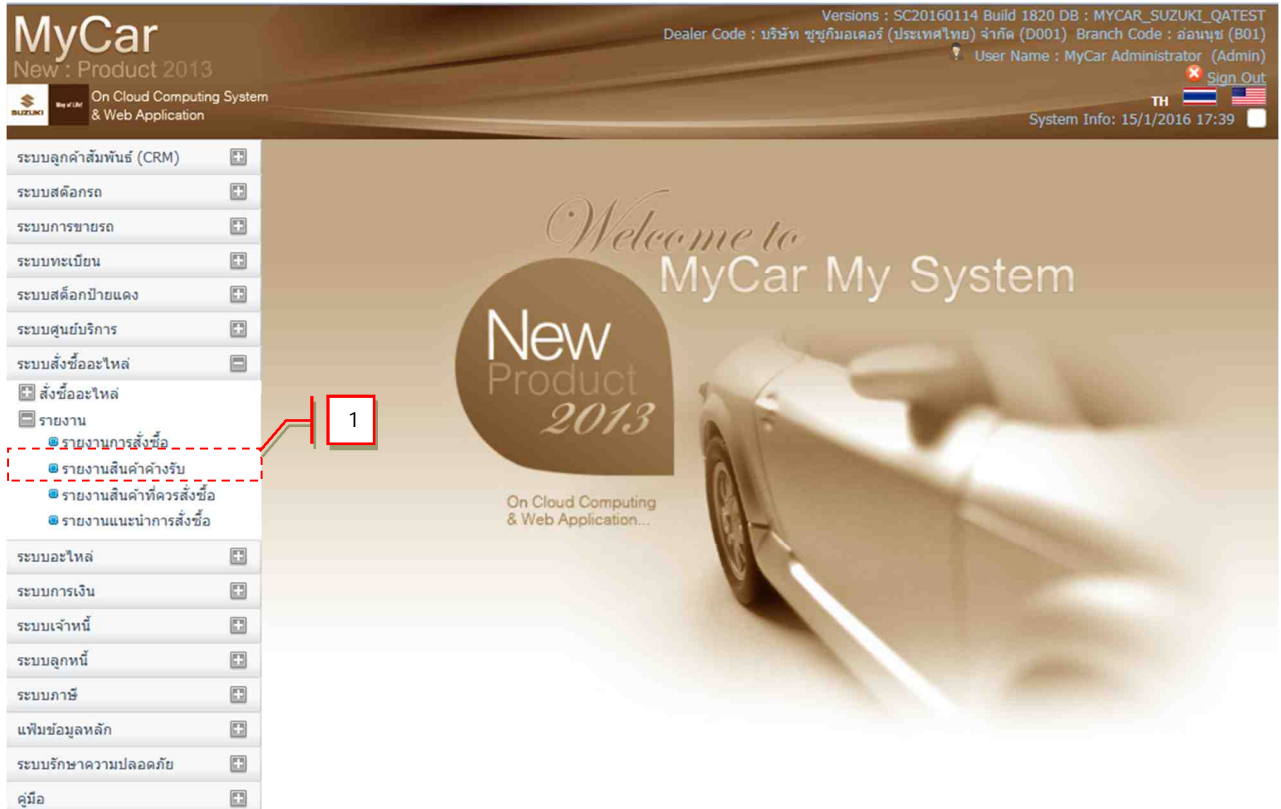 MyCar
New : Product 2013
SUZUKI
Way of Life!
On Cloud Computing System
& Web Application
Versions : SC20160114 Build 1820 DB : MYCAR_SUZUKI_QATEST
Dealer Code : บริษัท ซูซูกิมอเตอร์ (ประเทศไทย) จำกัด (D001) Branch Code : อ่อนนุช (B01)
User Name : MyCar Administrator (Admin)
Sign Out
TH
System Info: 15/1/2016 17:39
ระบบลูกค้าสัมพันธ์ (CRM)
ระบบสต๊อกรถ
ระบบการขายรถ
ระบบทะเบียน
ระบบสต็อกป้ายแดง
ระบบศูนย์บริการ
ระบบสั่งซื้ออะไหล่
สั่งซื้ออะไหล่
รายงาน
รายงานการสั่งซื้อ
รายงานสินค้าค้างรับ
รายงานสินค้าที่ควรสั่งซื้อ
รายงานแนะนำการสั่งซื้อ
1
ระบบอะไหล่
ระบบการเงิน
ระบบเจ้าหนี้
ระบบลูกหนี้
ระบบภาษี
แฟ้มข้อมูลหลัก
ระบบรักษาความปลอดภัย
คู่มือ
Welcome to
MyCar My System
New
Product
2013
On Cloud Computing
& Web Application...